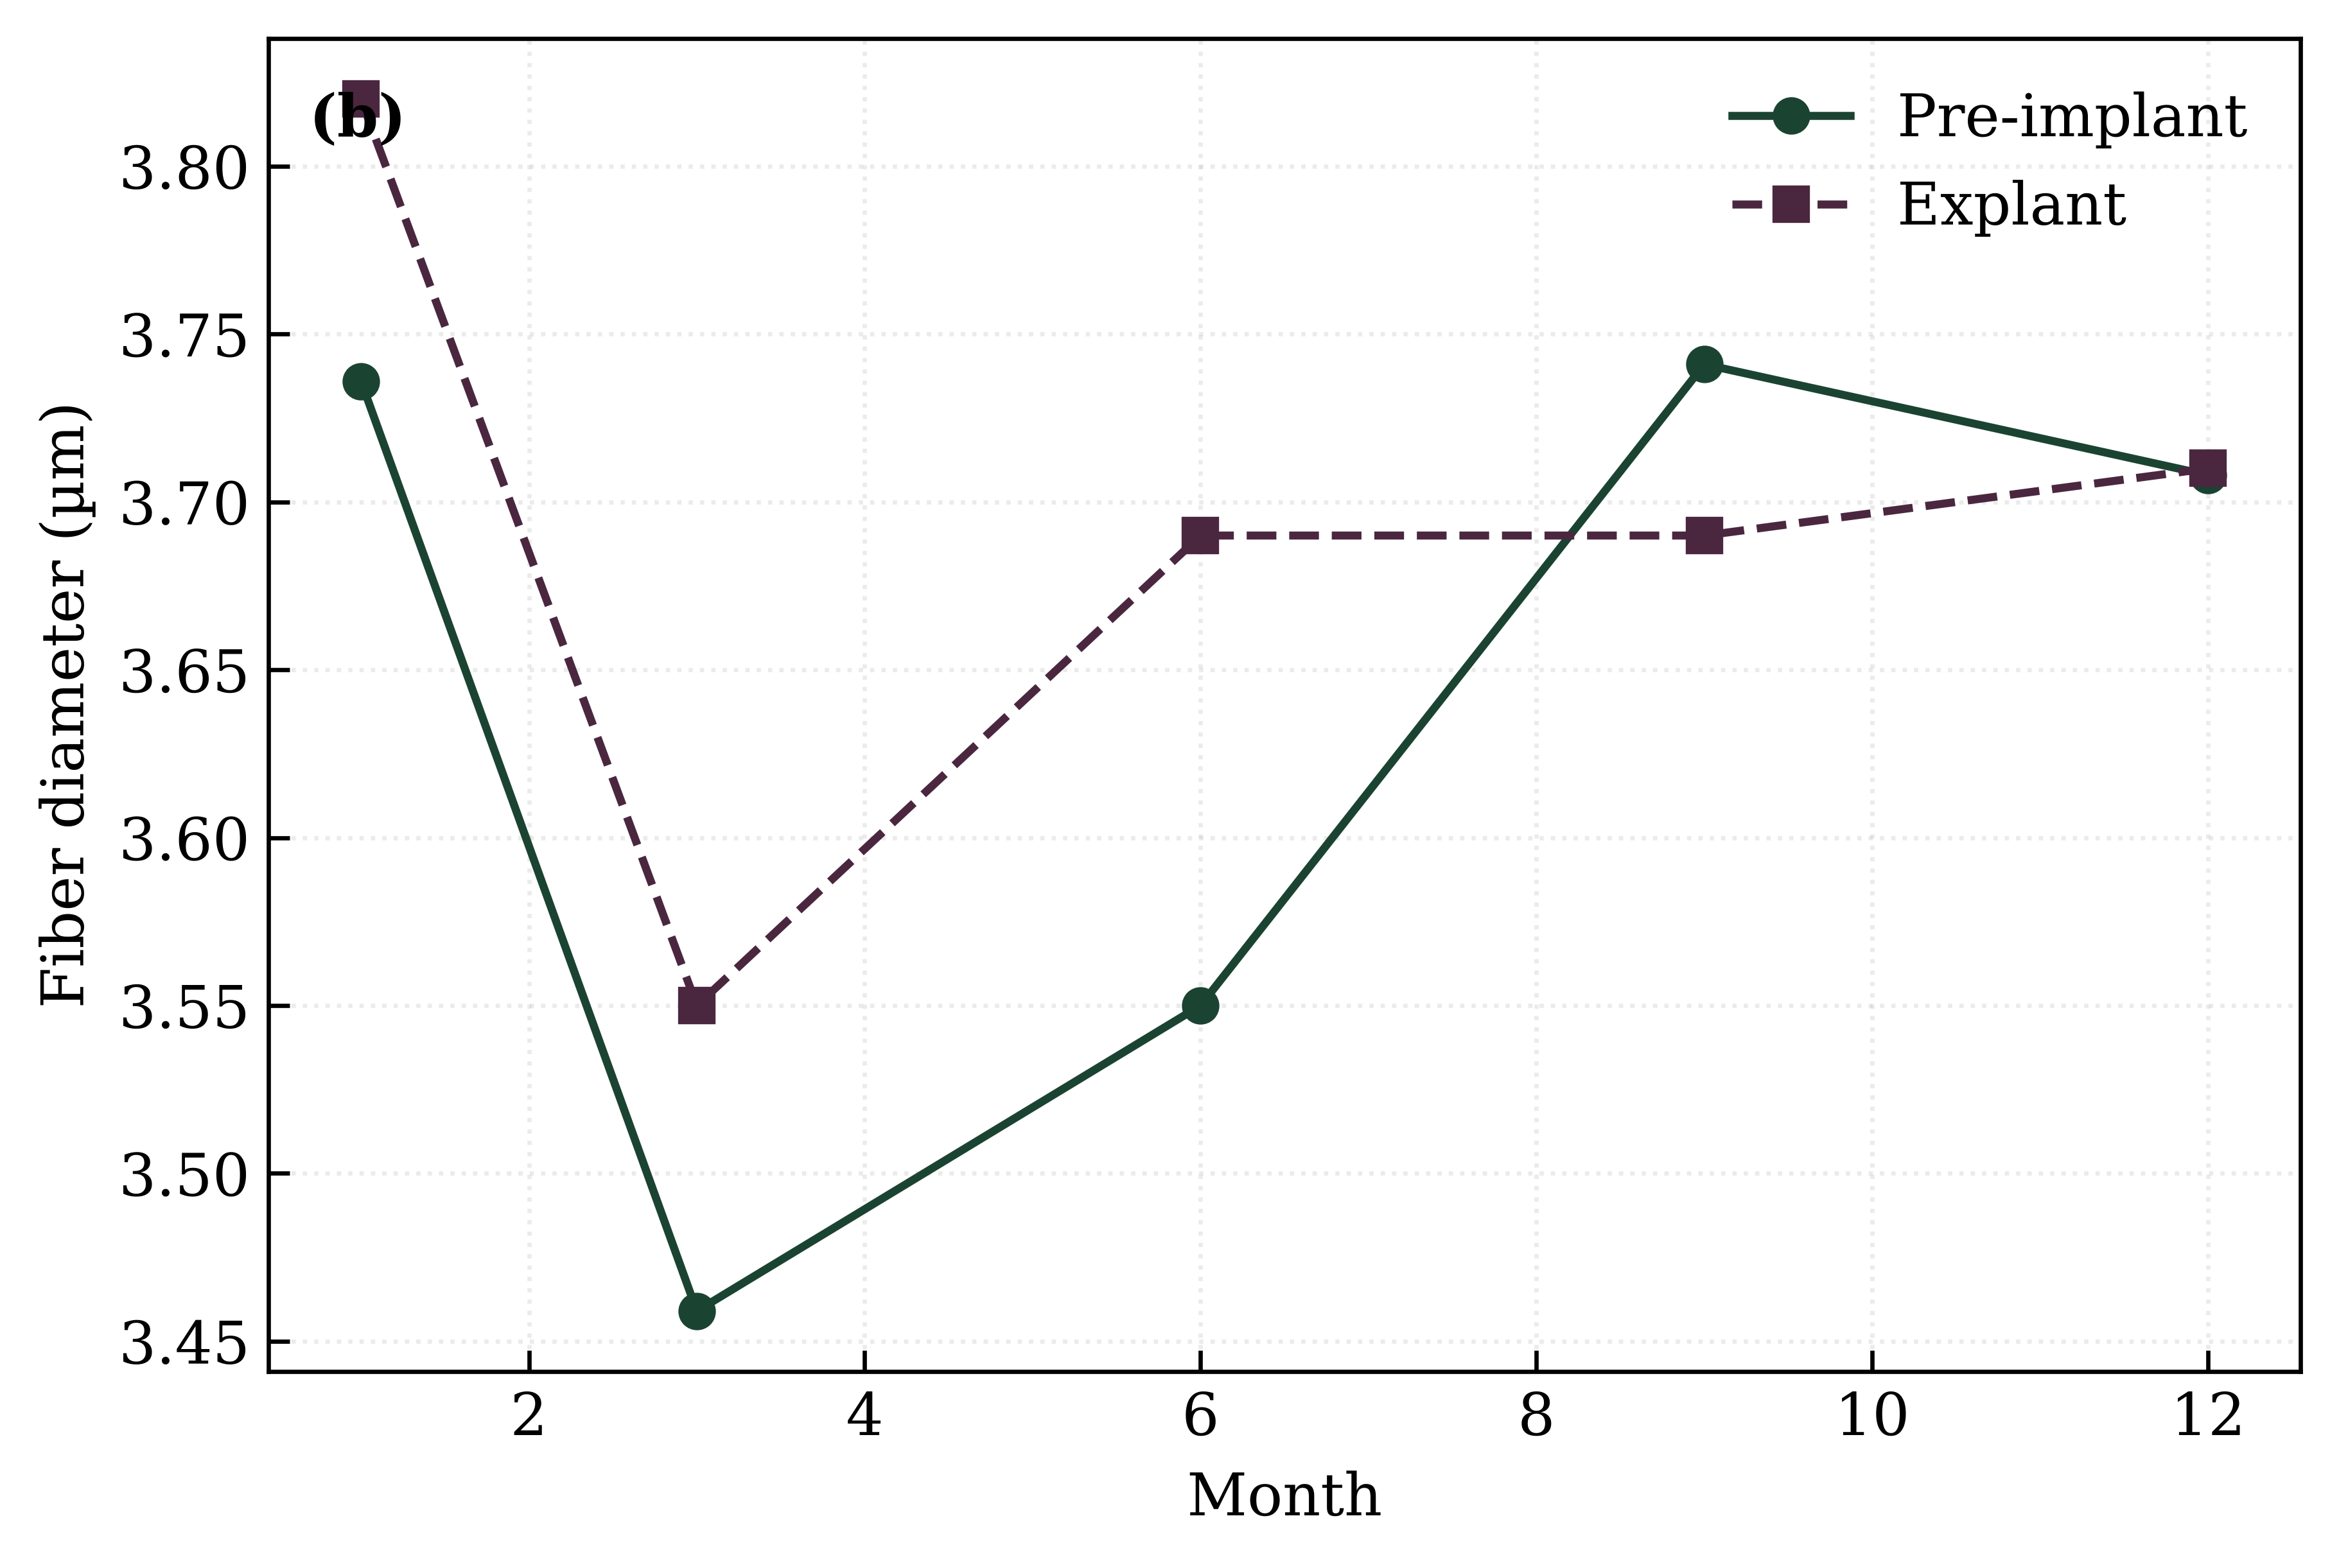 (b)
Pre-implant
Explant
Fiber diameter (µm)
3.80
3.75
3.70
3.65
3.60
3.55
3.50
3.45
2 4 6 8 10 12
Month